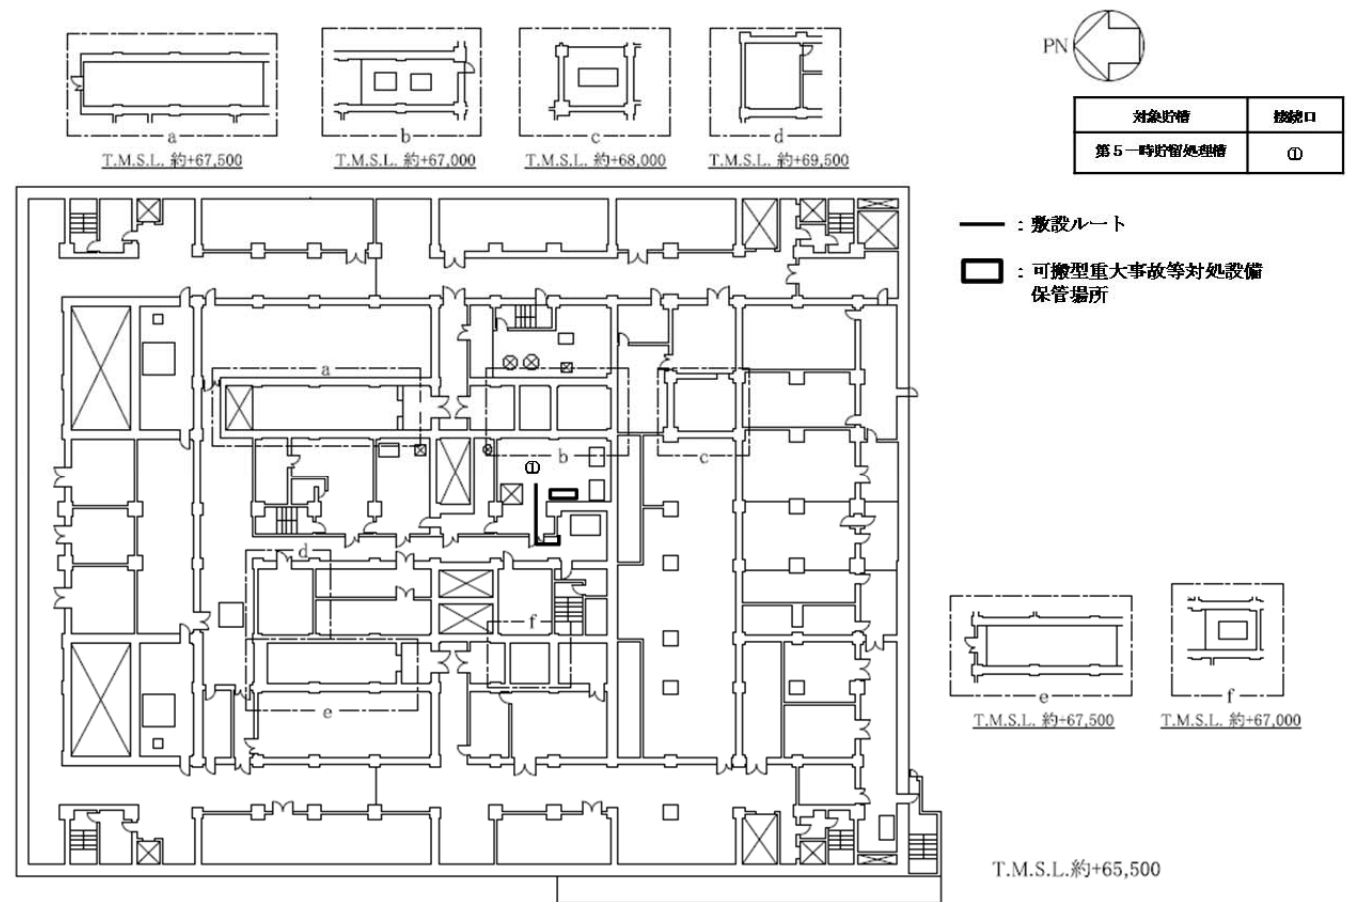 PN
a
b
c
d
T.M.S.L. 約+67,500
T.M.S.L. 約+67,000
T.M.S.L. 約+68,000
T.M.S.L. 約+69,500
対象貯槽 接続口
第5一時貯留処理槽 ①
：敷設ルート
：可搬型重大事故等対処設備
保管場所
a
b
c
①
d
f
e
e
f
T.M.S.L. 約+67,500
T.M.S.L. 約+67,000
T.M.S.L.約+65,500